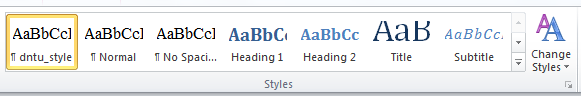 AaBbCcI AaBbCcI AaBbCcI AaBbCc AaBbCc AaB AaBbCc.
¶ dntu_style ¶ Normal ¶ No Spaci... Heading 1 Heading 2 Title Subtitle
Change
Styles
Styles